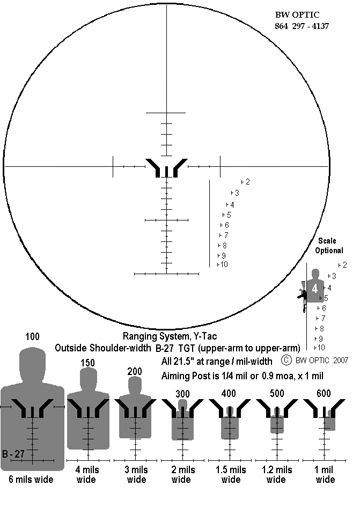 BW OPTIC
864 297 - 4137
2
3
4
5
6
7
8
9
10
Scale
Optional
2
3
4
4
5
6
7
8
9
10
Ranging System, Y-Tac
Outside Shoulder-width B-27 TGT (upper-arm to upper-arm)
All 21.5" at range / mil-width © BW OPTIC 2007
Aiming Post is 1/4 mil or 0.9 moa, x 1 mil
100
150
200
300
400
500
600
B - 27
6 mils wide
4 mils wide
3 mils wide
2 mils wide
1.5 mils wide
1.2 mils wide
1 mil wide